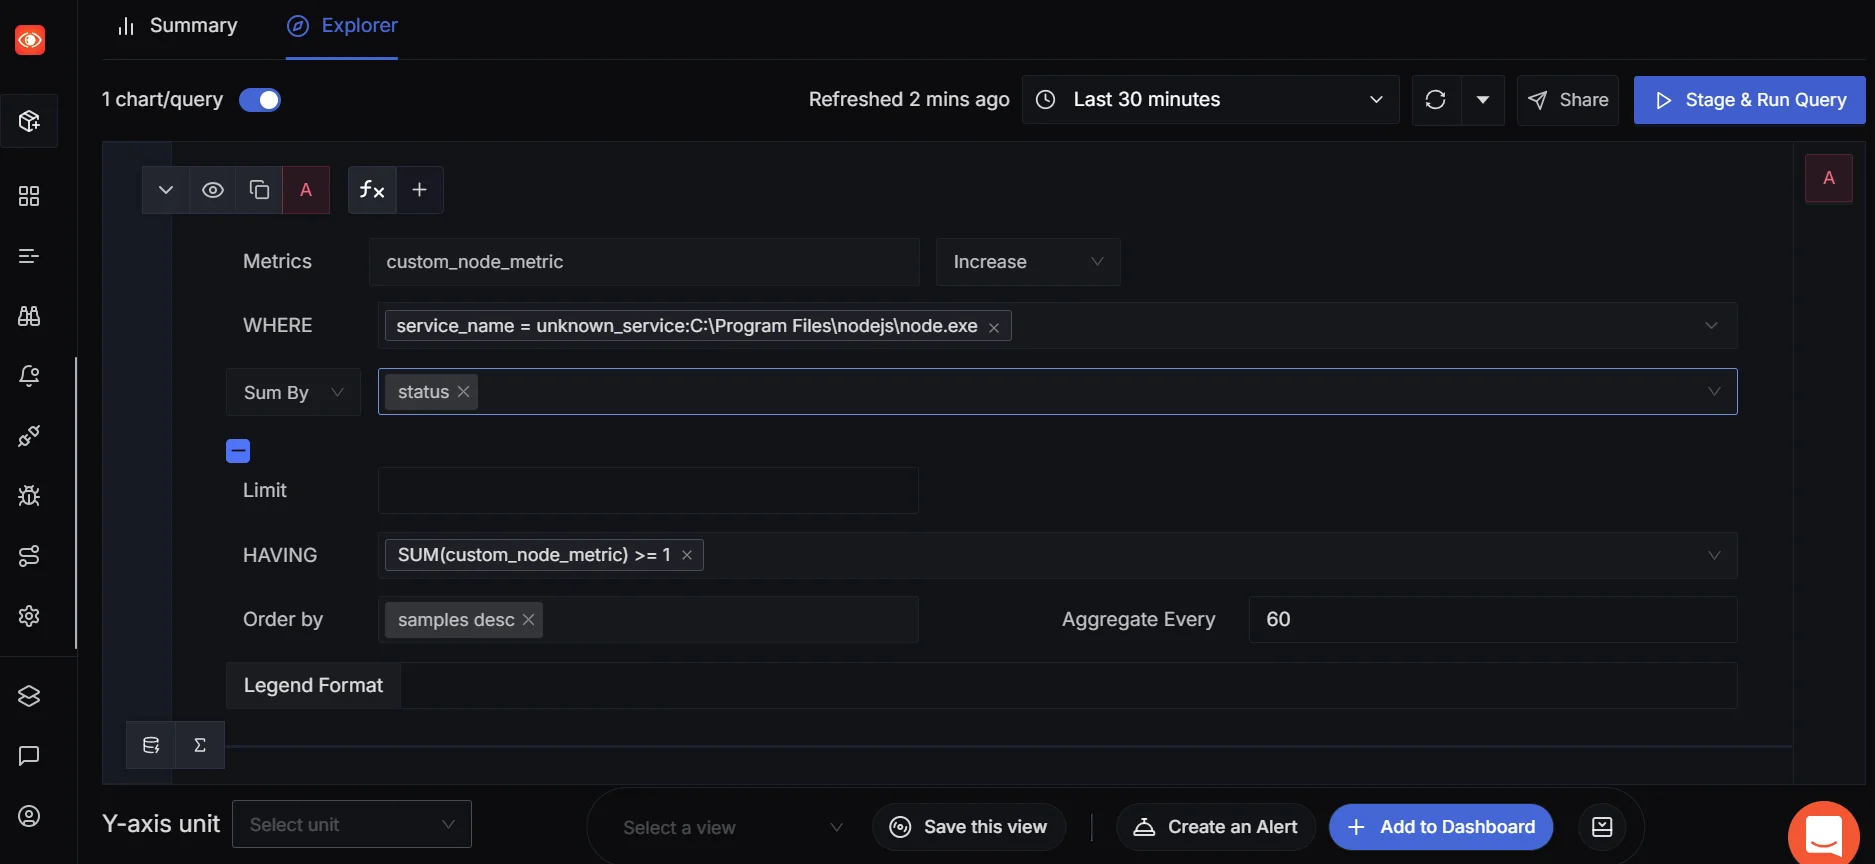 Summary Explorer
1 chart/query Refreshed 2 mins ago Last 30 minutes Share Stage & Run Query
A fx + A
Metrics custom_node_metric Increase
WHERE service_name = unknown_service:C:\Program Files\nodejs\node.exe ×
Sum By status ×
Limit
HAVING SUM(custom_node_metric) >= 1 ×
Order by samples desc × Aggregate Every 60
Legend Format
Σ
Y-axis unit Select unit Select a view Save this view Create an Alert + Add to Dashboard